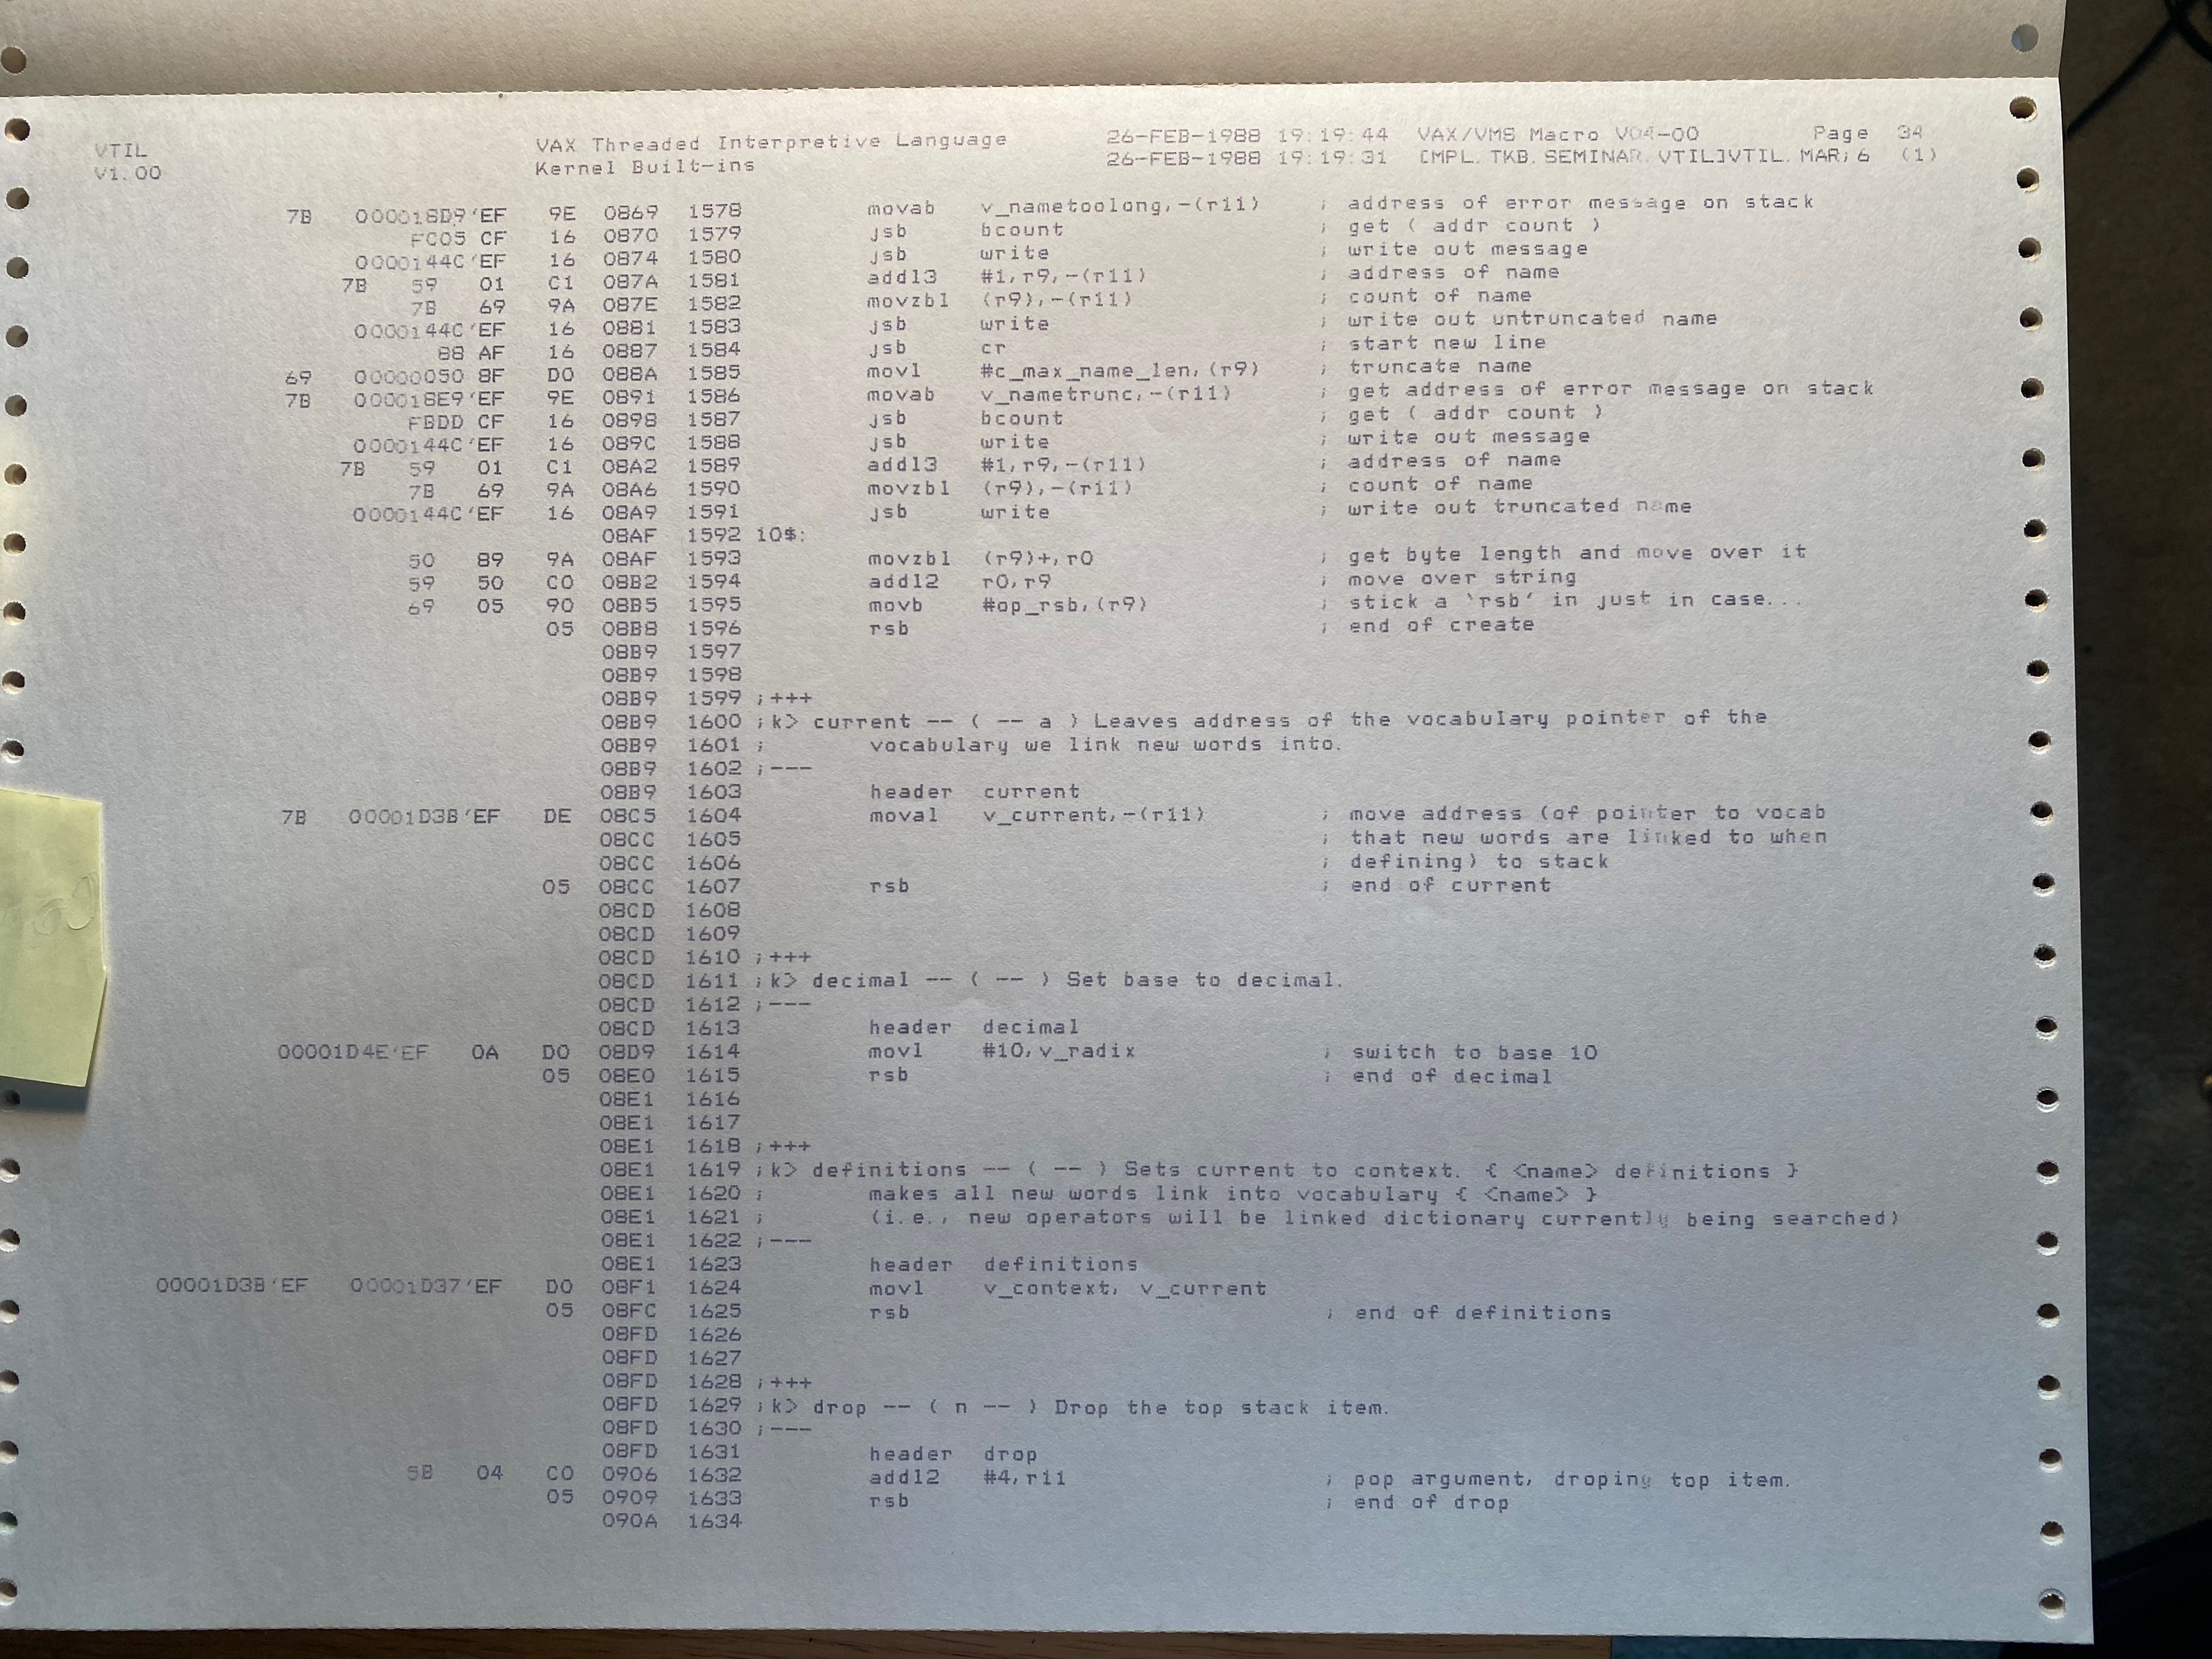 VTIL VAX Threaded Interpretive Language 26-FEB-1988 19:19:44 VAX/VMS Macro V04-00 Page 34
V1.00 Kernel Built-ins 26-FEB-1988 19:19:31 [MPL.TKB.SEMINAR.VTIL]VTIL.MAR;6 (1)
7B 000018D9'EF 9E 0869 1578 movab v_nametoolong,-(r11) ; address of error message on stack
FC05 CF 16 0870 1579 jsb bcount ; get ( addr count )
0000144C'EF 16 0874 1580 jsb write ; write out message
7B 59 01 C1 087A 1581 addl3 #1,r9,-(r11) ; address of name
7B 69 9A 087E 1582 movzbl (r9),-(r11) ; count of name
0000144C'EF 16 0881 1583 jsb write ; write out untruncated name
88 AF 16 0887 1584 jsb cr ; start new line
69 00000050 8F D0 088A 1585 movl #c_max_name_len,(r9) ; truncate name
7B 000018E9'EF 9E 0891 1586 movab v_nametrunc,-(r11) ; get address of error message on stack
FBDD CF 16 0898 1587 jsb bcount ; get ( addr count )
0000144C'EF 16 089C 1588 jsb write ; write out message
7B 59 01 C1 08A2 1589 addl3 #1,r9,-(r11) ; address of name
7B 69 9A 08A6 1590 movzbl (r9),-(r11) ; count of name
0000144C'EF 16 08A9 1591 jsb write ; write out truncated name
08AF 1592 10$:
50 89 9A 08AF 1593 movzbl (r9)+,r0 ; get byte length and move over it
59 50 C0 08B2 1594 addl2 r0,r9 ; move over string
69 05 90 08B5 1595 movb #op_rsb,(r9) ; stick a `rsb' in just in case...
05 08B8 1596 rsb ; end of create
08B9 1597
08B9 1598
08B9 1599 ;+++
08B9 1600 ;k> current -- ( -- a ) Leaves address of the vocabulary pointer of the
08B9 1601 ; vocabulary we link new words into.
08B9 1602 ;---
08B9 1603 header current
7B 00001D3B'EF DE 08C5 1604 moval v_current,-(r11) ; move address (of pointer to vocab
08CC 1605 ; that new words are linked to when
08CC 1606 ; defining) to stack
05 08CC 1607 rsb ; end of current
08CD 1608
08CD 1609
08CD 1610 ;+++
08CD 1611 ;k> decimal -- ( -- ) Set base to decimal.
08CD 1612 ;---
08CD 1613 header decimal
00001D4E'EF 0A D0 08D9 1614 movl #10,v_radix ; switch to base 10
05 08E0 1615 rsb ; end of decimal
08E1 1616
08E1 1617
08E1 1618 ;+++
08E1 1619 ;k> definitions -- ( -- ) Sets current to context. { <name> definitions }
08E1 1620 ; makes all new words link into vocabulary { <name> }
08E1 1621 ; (i.e., new operators will be linked dictionary currently being searched)
08E1 1622 ;---
08E1 1623 header definitions
00001D3B'EF 00001D37'EF D0 08F1 1624 movl v_context, v_current
05 08FC 1625 rsb ; end of definitions
08FD 1626
08FD 1627
08FD 1628 ;+++
08FD 1629 ;k> drop -- ( n -- ) Drop the top stack item.
08FD 1630 ;---
08FD 1631 header drop
5B 04 C0 0906 1632 addl2 #4,r11 ; pop argument, droping top item.
05 0909 1633 rsb ; end of drop
090A 1634